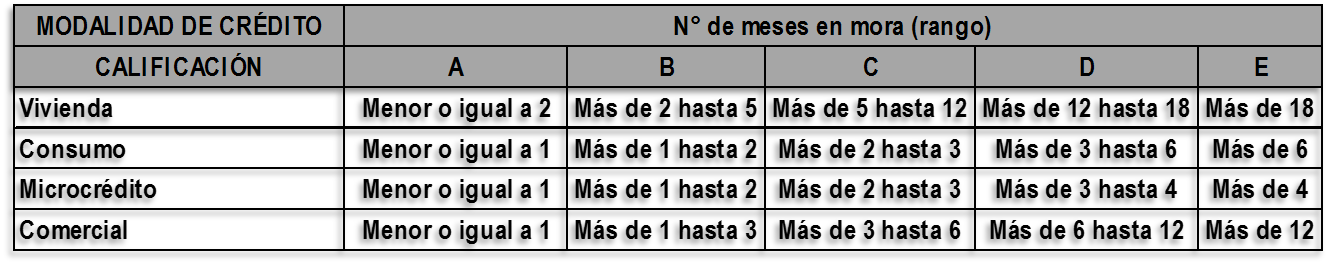 MODALIDAD DE CRÉDITO N° de meses en mora (rango)
CALIFICACIÓN A B C D E
Vivienda Menor o igual a 2 Más de 2 hasta 5 Más de 5 hasta 12 Más de 12 hasta 18 Más de 18
Consumo Menor o igual a 1 Más de 1 hasta 2 Más de 2 hasta 3 Más de 3 hasta 6 Más de 6
Microcrédito Menor o igual a 1 Más de 1 hasta 2 Más de 2 hasta 3 Más de 3 hasta 4 Más de 4
Comercial Menor o igual a 1 Más de 1 hasta 3 Más de 3 hasta 6 Más de 6 hasta 12 Más de 12